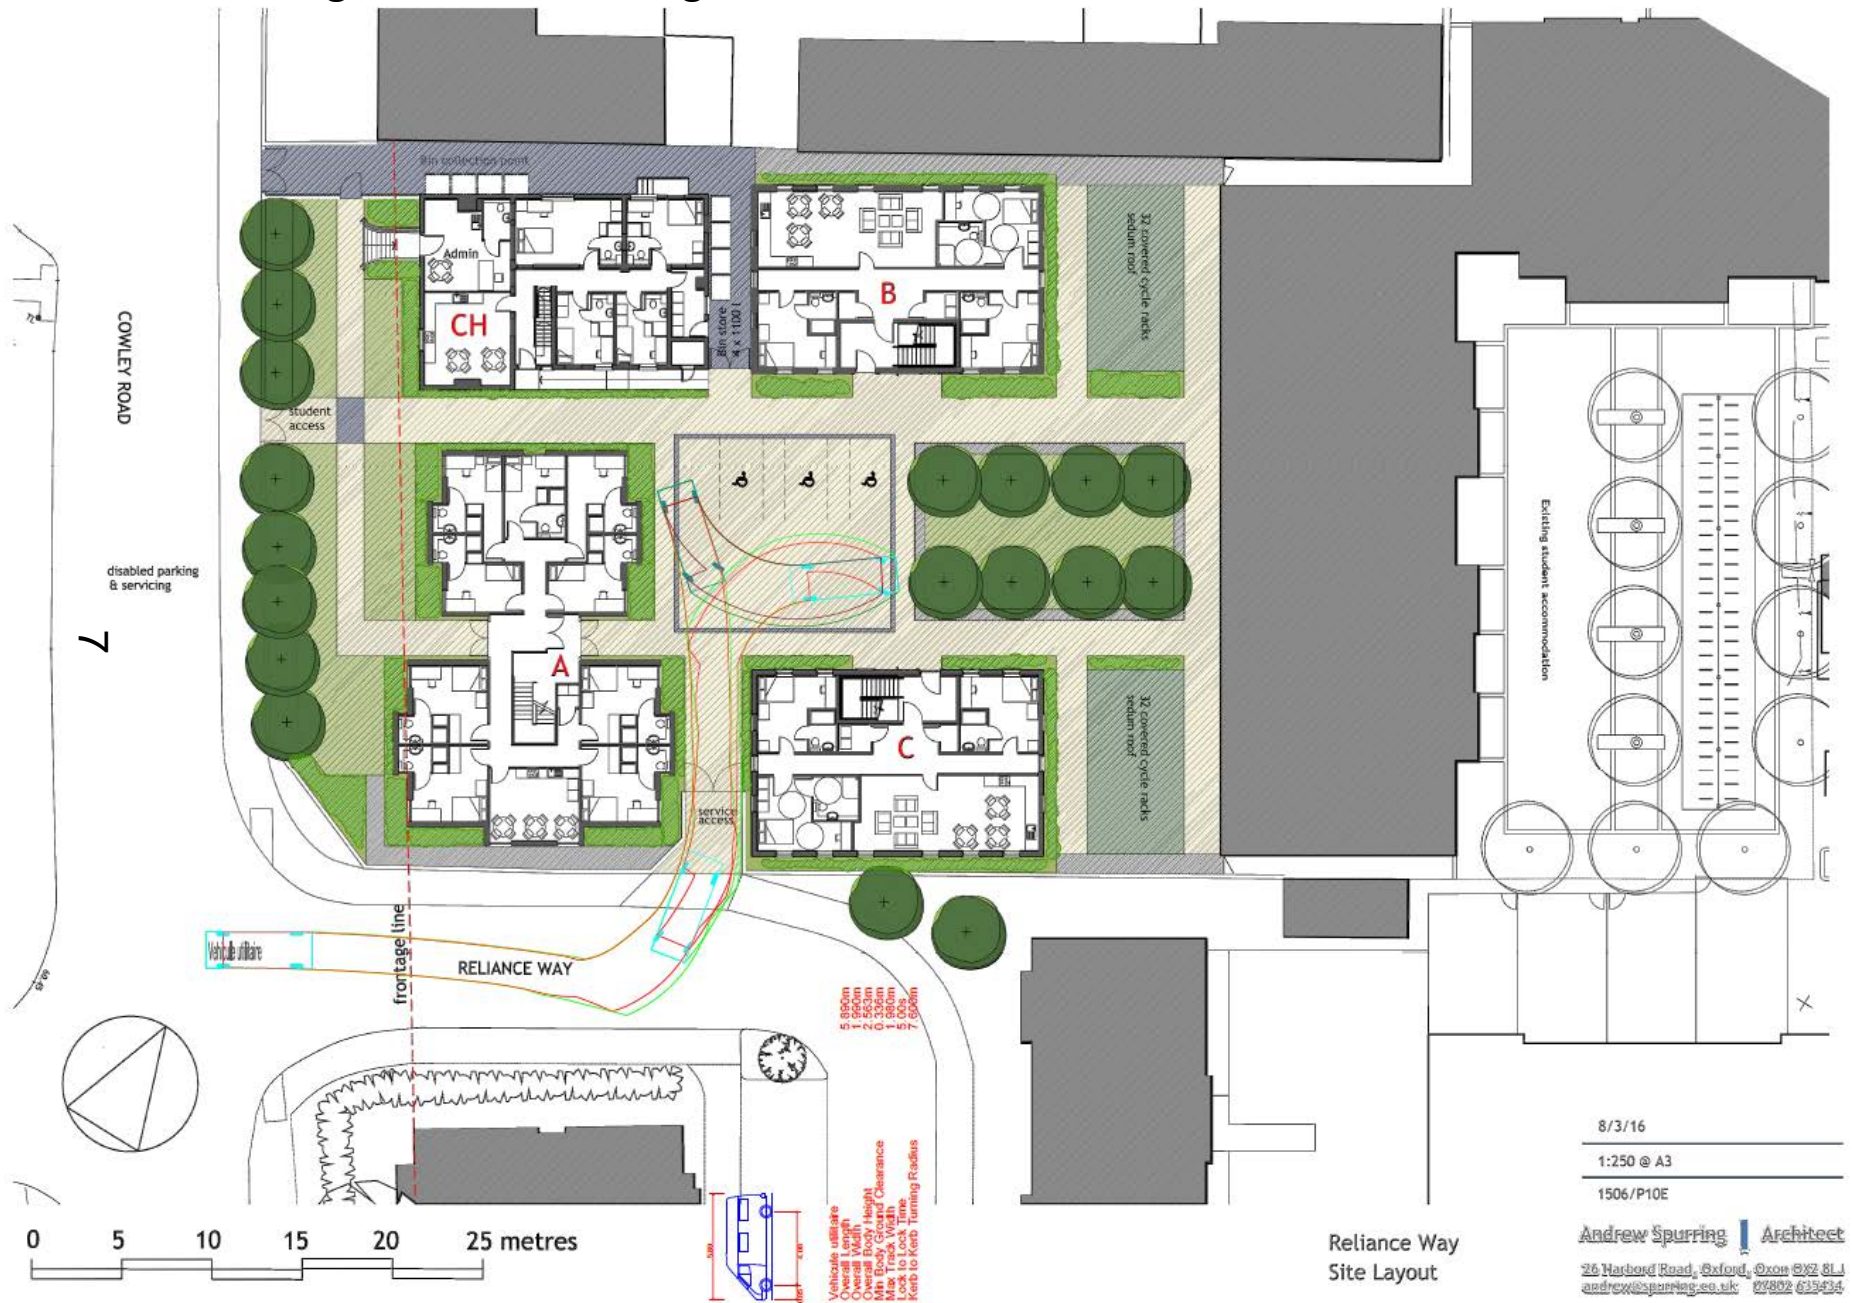 Bin collection point
Admin
CH
Bin store
4 x 1100 l
B
32 covered cycle racks
sedum roof
COWLEY ROAD
student
access
disabled parking
& servicing
7
A
C
32 covered cycle racks
sedum roof
service
access
Existing student accommodation
frontage line
Vehicule utilitaire
RELIANCE WAY
5.890m
1.990m
2.563m
0.336m
1.980m
5.00s
7.600m
Vehicule utilitaire
Overall Length
Overall Width
Overall Body Height
Min Body Ground Clearance
Max Track Width
Lock to Lock Time
Kerb to Kerb Turning Radius
0 5 10 15 20 25 metres
Reliance Way
Site Layout
8/3/16
1:250 @ A3
1506/P10E
Andrew Spurring Architect
26 Harbord Road, Oxford, Oxon OX2 8LJ
andrew@spurring.co.uk 07802 635434